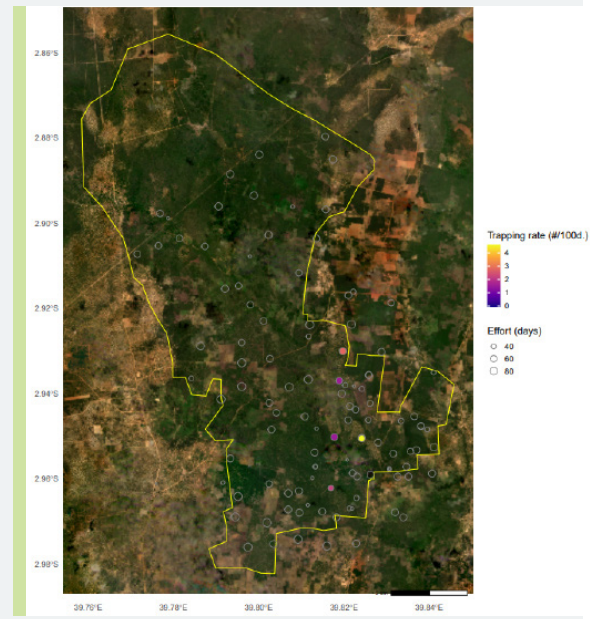 2.86°S
2.88°S
2.90°S
2.92°S
2.94°S
2.96°S
2.98°S
39.76°E
39.78°E
39.80°E
39.82°E
39.84°E
Trapping rate (#/100d.)
4
3
2
1
0
Effort (days)
40
60
80